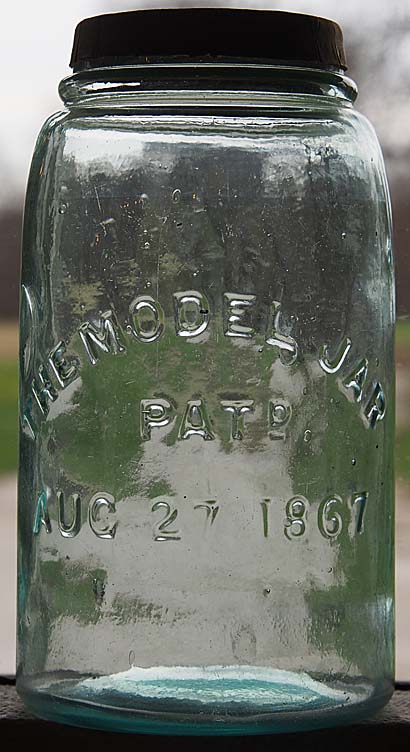 THE MODEL JAR
PATD.
AUG 27 1867